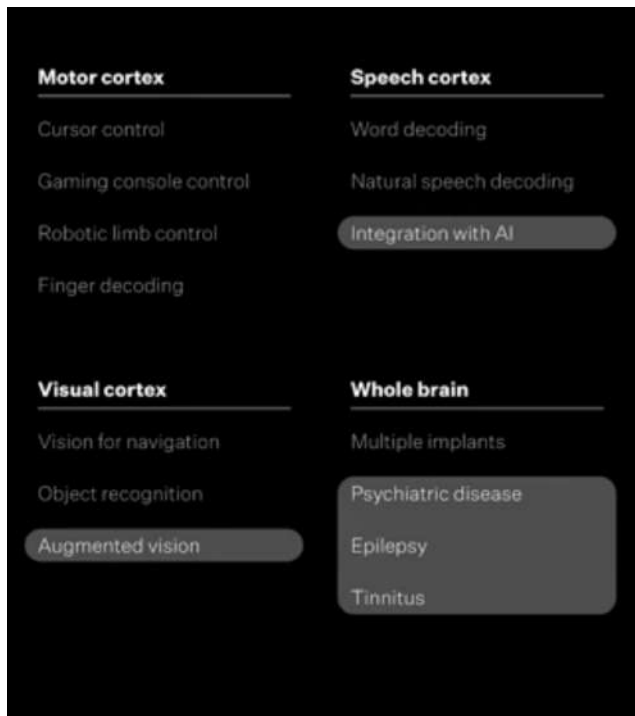 Motor cortex
Cursor control
Gaming console control
Robotic limb control
Finger decoding
Speech cortex
Word decoding
Natural speech decoding
Integration with AI
Visual cortex
Vision for navigation
Object recognition
Augmented vision
Whole brain
Multiple implants
Psychiatric disease
Epilepsy
Tinnitus